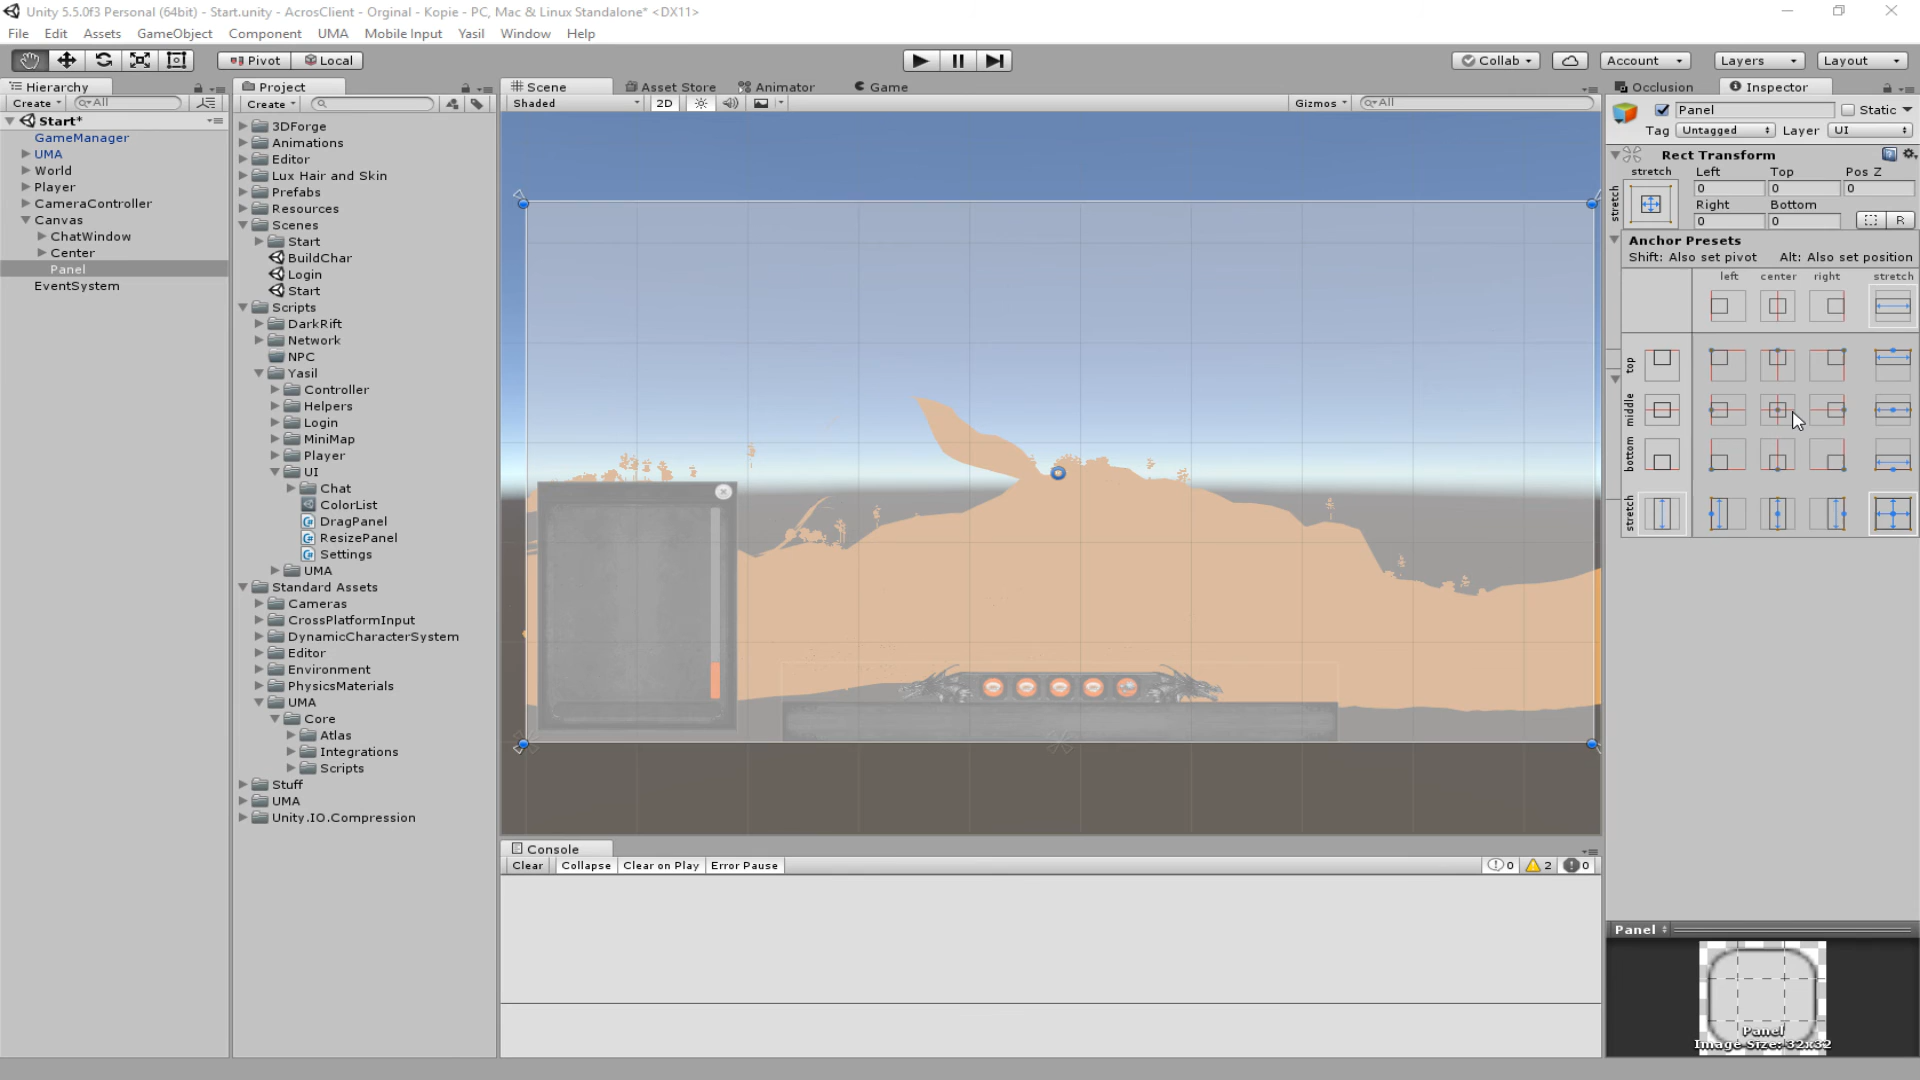 Unity 5.5.0f3 Personal (64bit) - Start.unity - AcrosClient - Orginal - Kopie - PC, Mac & Linux Standalone* <DX11>
File Edit Assets GameObject Component UMA Mobile Input Yasil Window Help
Pivot Local Collab Account Layers Layout
Hierarchy
Create All
Start*
GameManager
UMA
World
Player
CameraController
Canvas
ChatWindow
Center
Panel
EventSystem
Project
Create
3DForge
Animations
Editor
Lux Hair and Skin
Prefabs
Resources
Scenes
Start
BuildChar
Login
Start
Scripts
DarkRift
Network
NPC
Yasil
Controller
Helpers
Login
MiniMap
Player
UI
Chat
ColorList
DragPanel
ResizePanel
Settings
UMA
Standard Assets
Cameras
CrossPlatformInput
DynamicCharacterSystem
Editor
Environment
PhysicsMaterials
UMA
Core
Atlas
Integrations
Scripts
Stuff
UMA
Unity.IO.Compression
Scene Asset Store Animator Game
Shaded 2D Gizmos All
Console
Clear Collapse Clear on Play Error Pause 0 2 0
Occlusion Inspector
Panel Static
Tag Untagged Layer UI
Rect Transform
stretch Left Top Pos Z
stretch
0 0 0
Right Bottom
0 0 R
Anchor Presets
Shift: Also set pivot Alt: Also set position
left center right stretch
top
middle
bottom
stretch
Panel
Panel
Image Size: 32x32